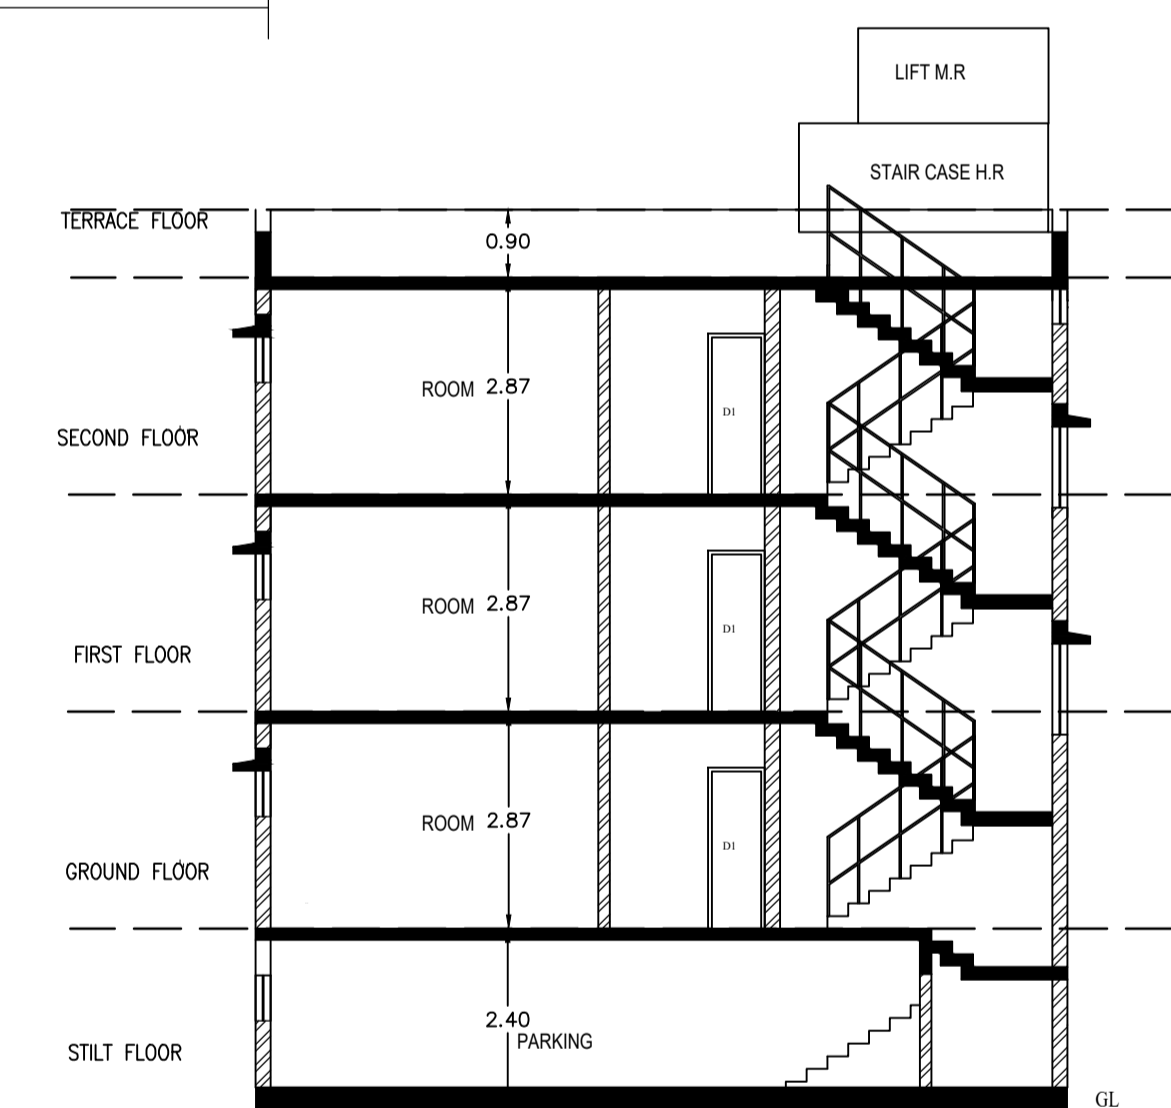 LIFT M.R
STAIR CASE H.R
TERRACE FLOOR
0.90
ROOM 2.87
D1
SECOND FLOOR
ROOM 2.87
D1
FIRST FLOOR
ROOM 2.87
D1
GROUND FLOOR
2.40
PARKING
STILT FLOOR
GL